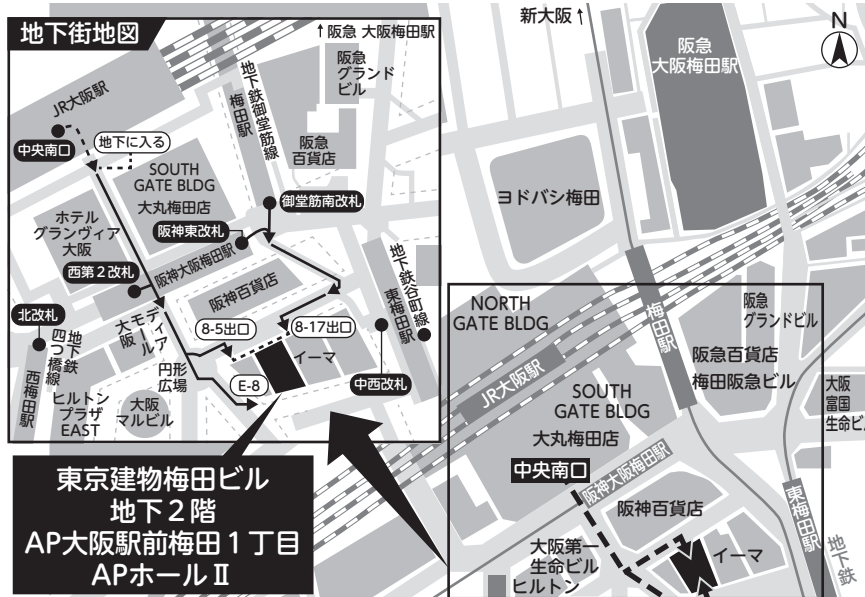 地下街地図
↑阪急 大阪梅田駅
阪急
グランド
ビル
地下鉄御堂筋線
梅田駅
JR大阪駅
中央南口
地下に入る
阪急
百貨店
SOUTH
GATE BLDG
大丸梅田店
御堂筋南改札
ホテル
グランヴィア
大阪
阪神東改札
西第2改札
阪神大阪梅田駅
阪神百貨店
地下鉄谷町線
東梅田駅
北改札
地下鉄
四つ橋線
西梅田駅
ディア
モール
大阪
8-5出口
8-17出口
円形
広場
イーマ
E-8
中西改札
ヒルトン
プラザ
EAST
大阪
マルビル
東京建物梅田ビル
地下2階
AP大阪駅前梅田1丁目
APホールⅡ
新大阪↑
N
阪急
大阪梅田駅
ヨドバシ梅田
NORTH
GATE BLDG
梅田駅
阪急
グランドビル
JR大阪駅
阪急百貨店
梅田阪急ビル
SOUTH
GATE BLDG
大丸梅田店
大阪
富国
生命ビル
中央南口
阪神大阪梅田駅
阪神百貨店
東梅田駅
地下鉄
大阪第一
生命ビル
イーマ
ヒルトン